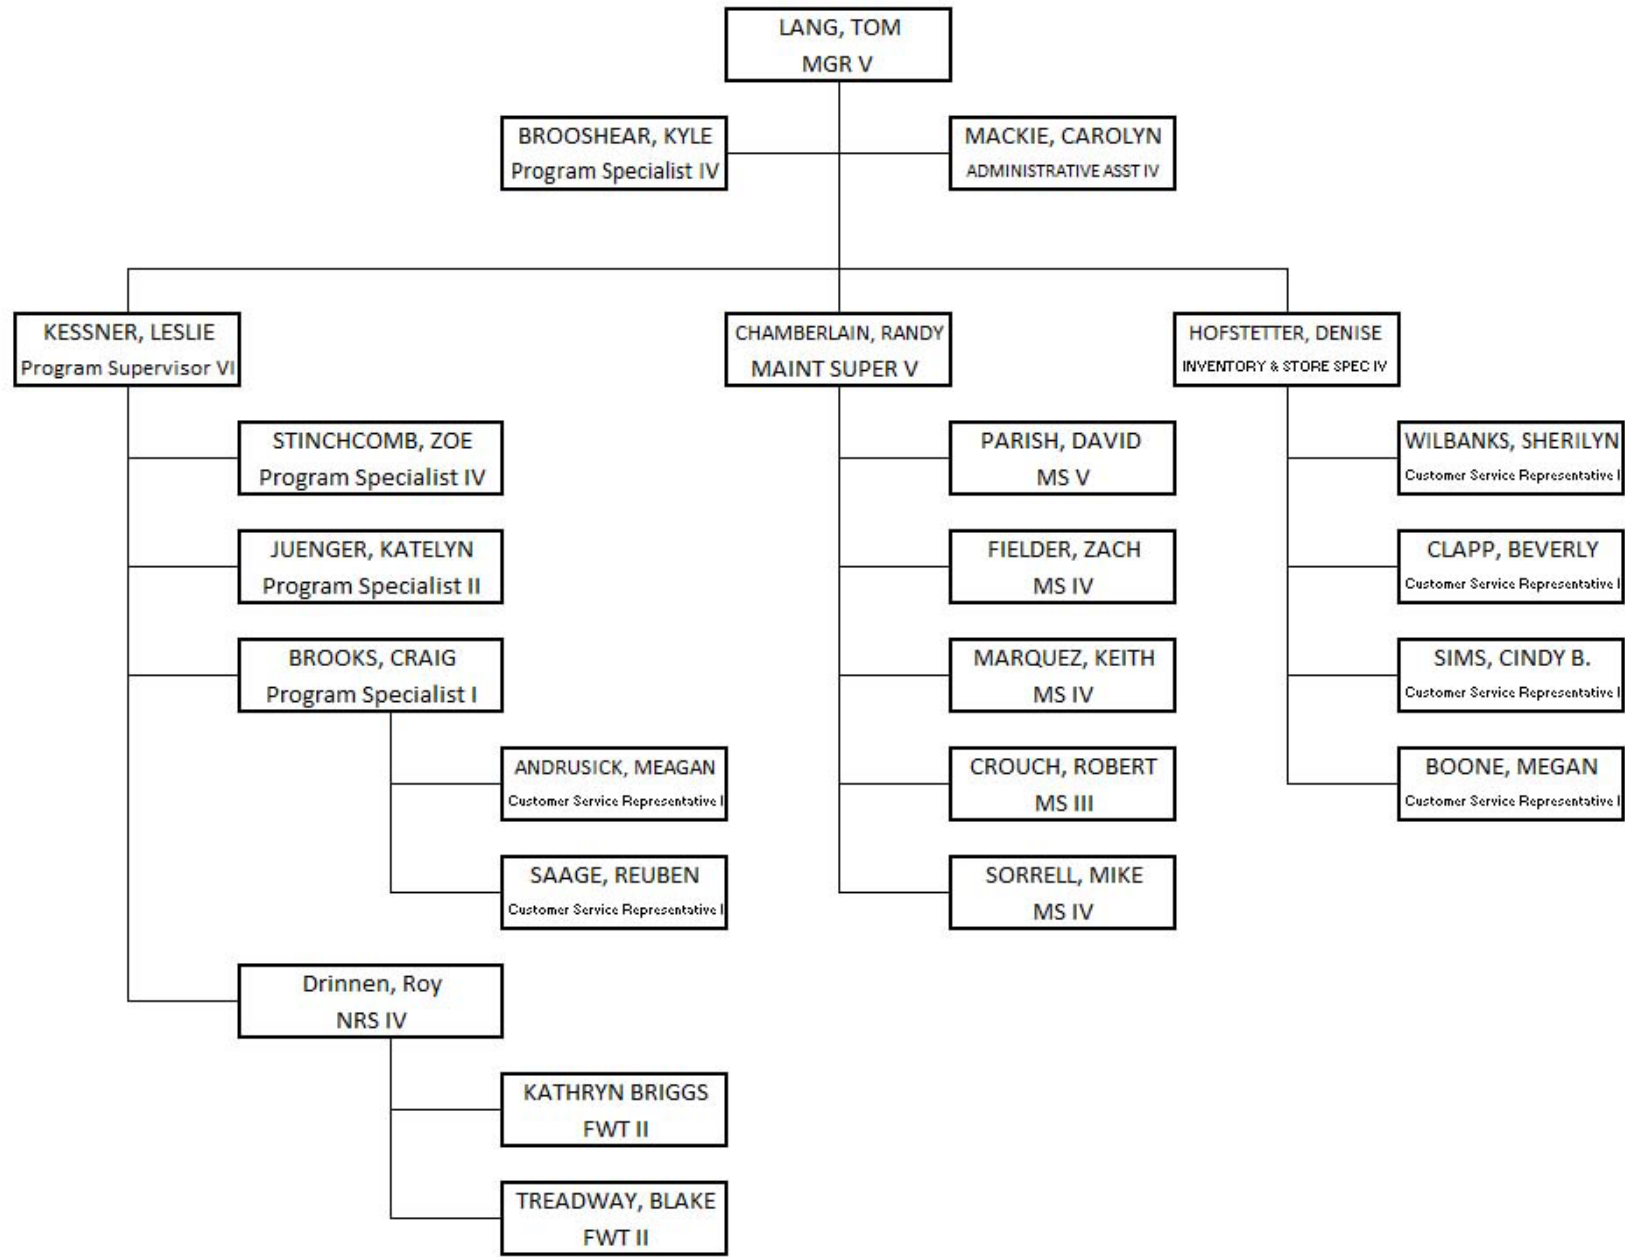 LANG, TOM
MGR V
BROOSHEAR, KYLE
Program Specialist IV
MACKIE, CAROLYN
ADMINISTRATIVE ASST IV
KESSNER, LESLIE
Program Supervisor VI
CHAMBERLAIN, RANDY
MAINT SUPER V
HOFSTETTER, DENISE
INVENTORY & STORE SPEC IV
STINCHCOMB, ZOE
Program Specialist IV
PARISH, DAVID
MS V
WILBANKS, SHERILYN
Customer Service Representative I
JUENGER, KATELYN
Program Specialist II
FIELDER, ZACH
MS IV
CLAPP, BEVERLY
Customer Service Representative I
BROOKS, CRAIG
Program Specialist I
MARQUEZ, KEITH
MS IV
SIMS, CINDY B.
Customer Service Representative I
ANDRUSICK, MEAGAN
Customer Service Representative I
CROUCH, ROBERT
MS III
BOONE, MEGAN
Customer Service Representative I
SAAGE, REUBEN
Customer Service Representative I
SORRELL, MIKE
MS IV
Drinnen, Roy
NRS IV
KATHRYN BRIGGS
FWT II
TREADWAY, BLAKE
FWT II